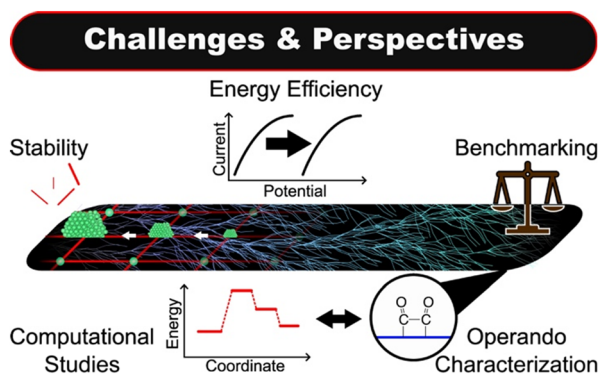 Challenges & Perspectives
Energy Efficiency
Current
Potential
Stability
Benchmarking
Energy
Coordinate
O O
C-C
Computational
Studies
Operando
Characterization